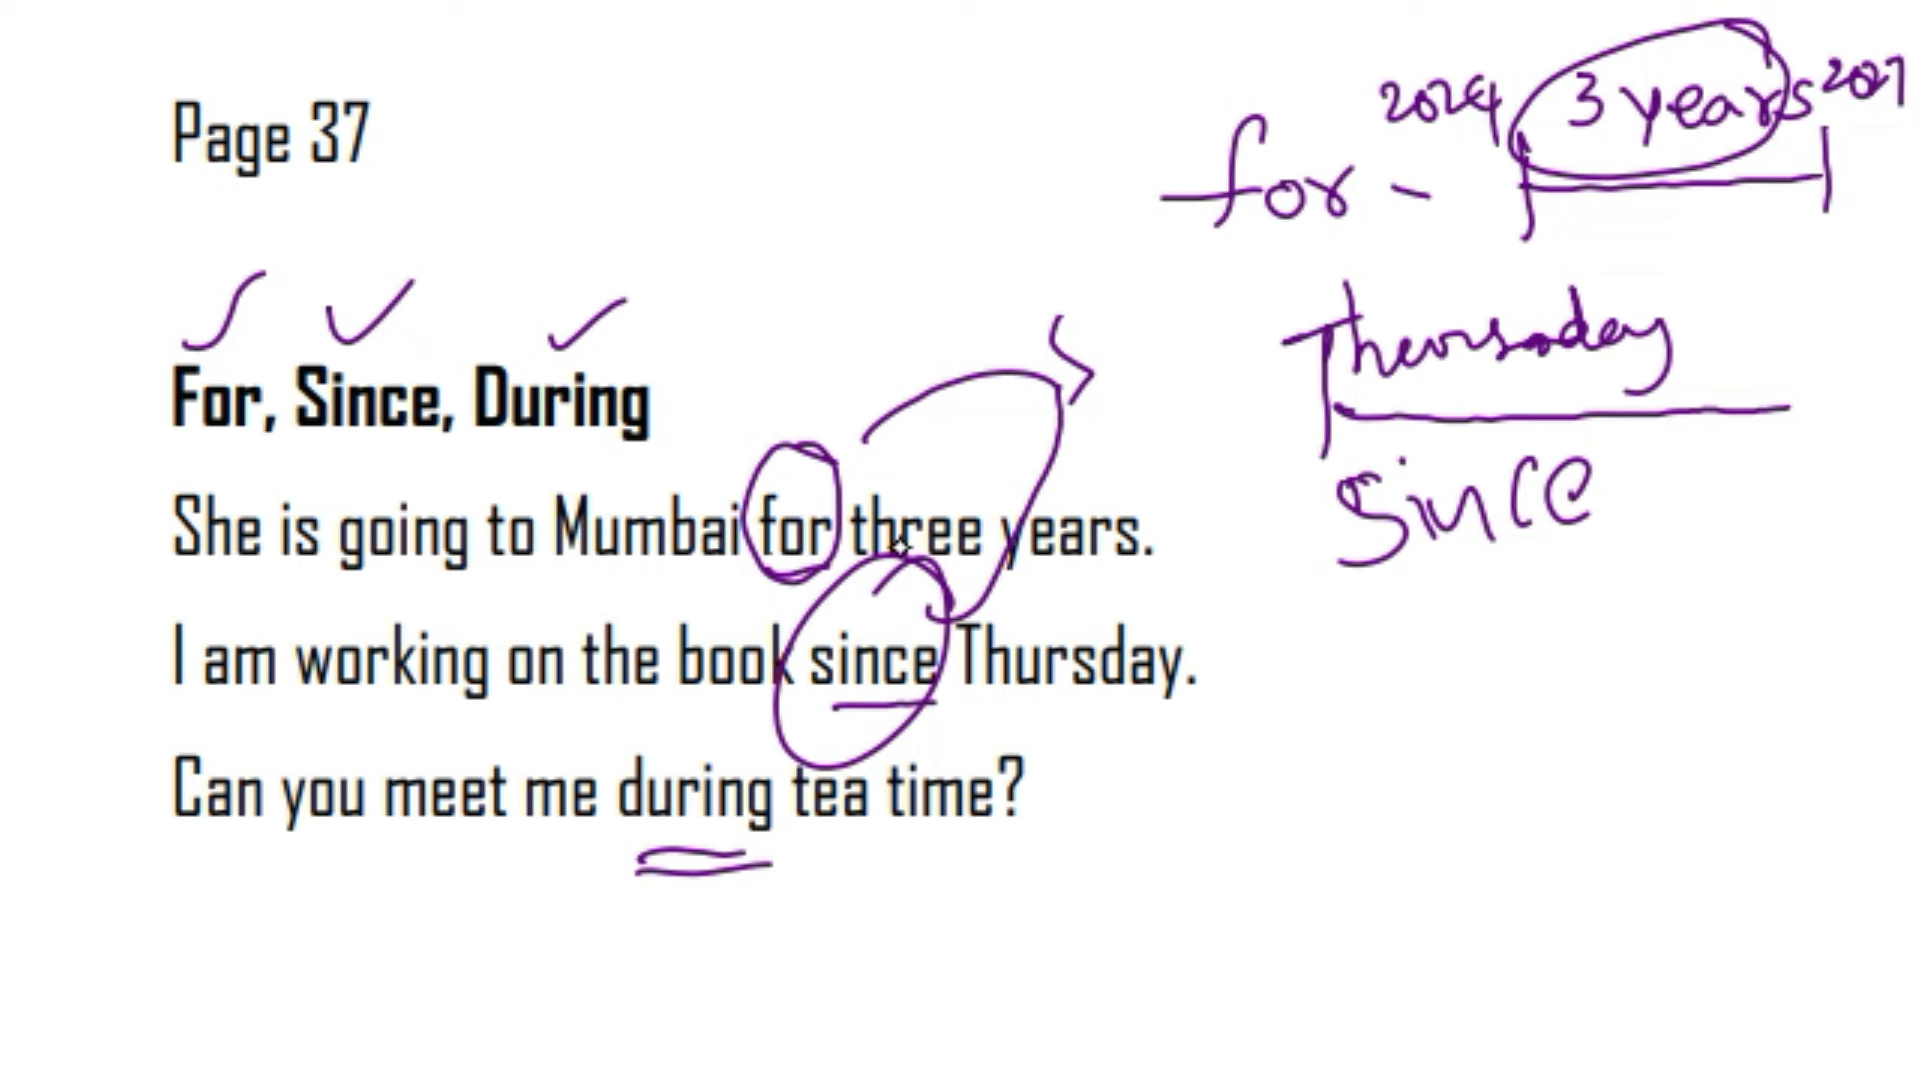 Page 37
2024 3 years 2027
for -
Thursday
since
For, Since, During
She is going to Mumbai for three years.
I am working on the book since Thursday.
Can you meet me during tea time?